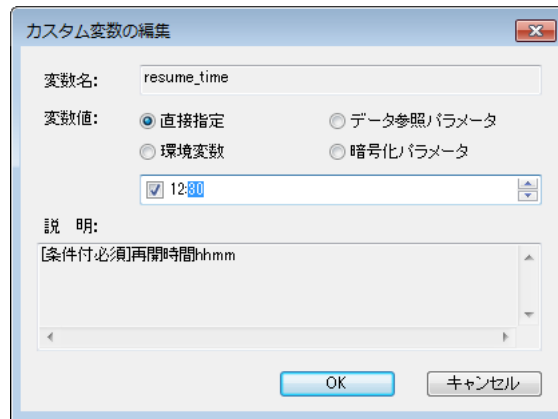 カスタム変数の編集
変数名: resume_time
変数値: 直接指定 データ参照パラメータ
環境変数 暗号化パラメータ
12:30
説 明:
[条件付必須]再開時間hhmm
OK キャンセル